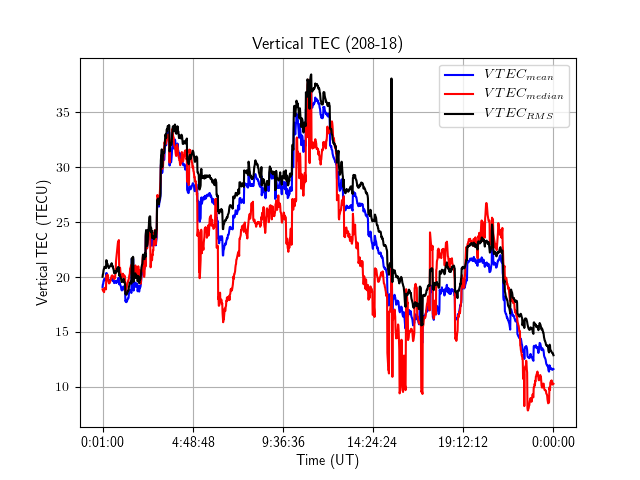 Vertical TEC (208-18)
VTEC_mean
VTEC_median
VTEC_RMS
Vertical TEC (TECU)
35
30
25
20
15
10
0:01:00 4:48:48 9:36:36 14:24:24 19:12:12 0:00:00
Time (UT)